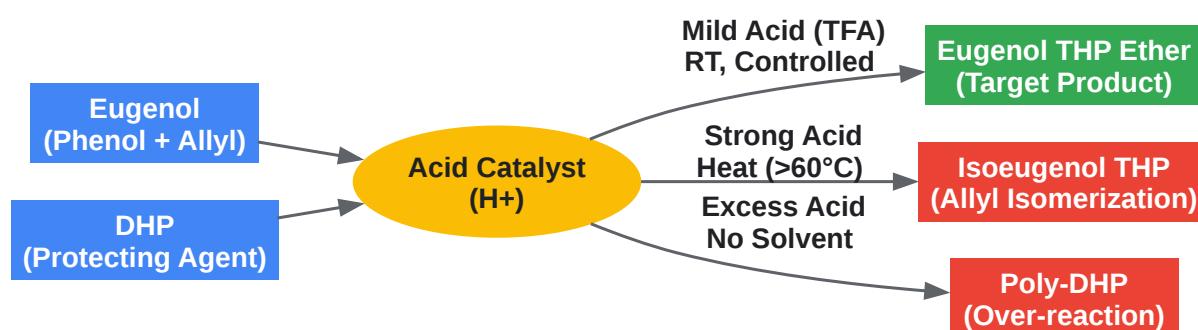 Eugenol
(Phenol + Allyl)
DHP
(Protecting Agent)
Acid Catalyst
(H+)
Mild Acid (TFA)
RT, Controlled
Strong Acid
Heat (>60°C)
Excess Acid
No Solvent
Eugenol THP Ether
(Target Product)
Isoeugenol THP
(Allyl Isomerization)
Poly-DHP
(Over-reaction)